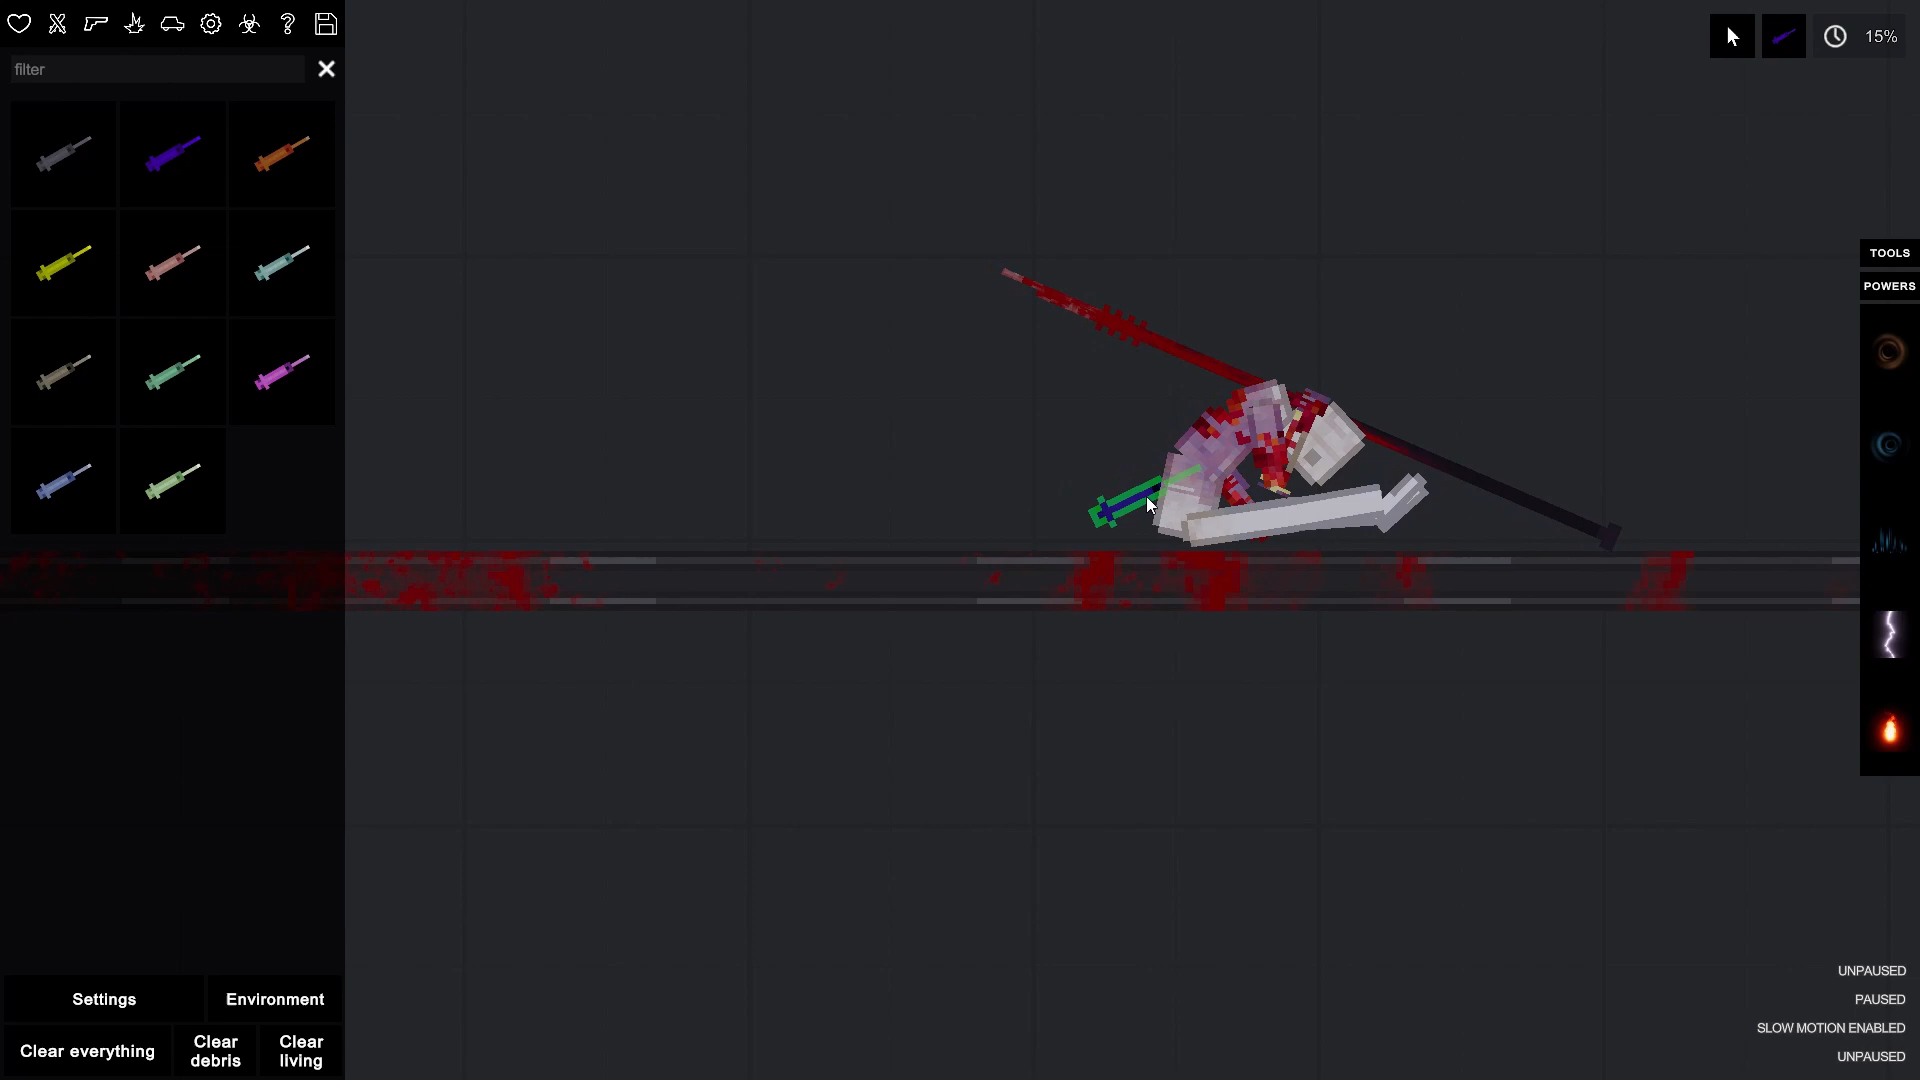 filter
15%
TOOLS
POWERS
UNPAUSED
PAUSED
SLOW MOTION ENABLED
UNPAUSED
Settings
Environment
Clear everything
Clear
debris
Clear
living